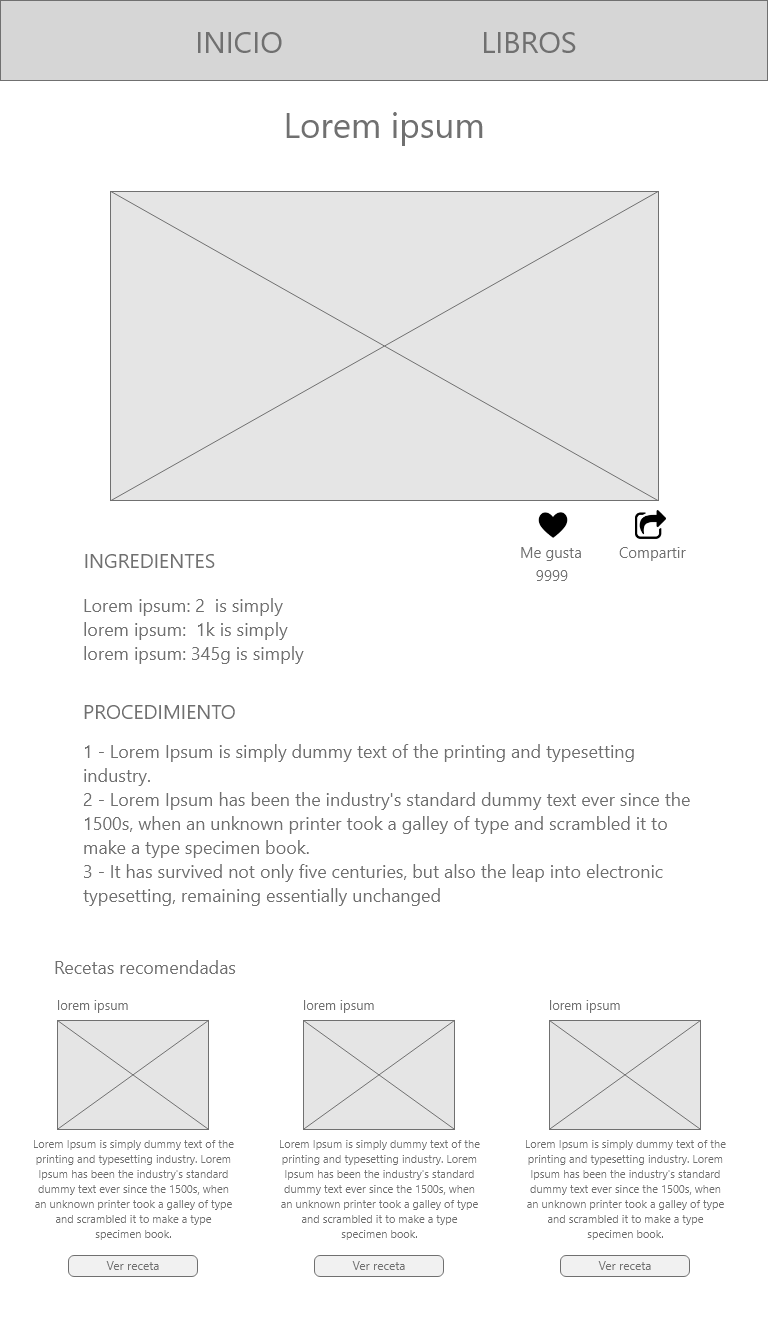 INICIO LIBROS
Lorem ipsum
Me gusta Compartir
9999
INGREDIENTES
Lorem ipsum: 2  is simply
lorem ipsum:  1k is simply
lorem ipsum: 345g is simply
PROCEDIMIENTO
1 - Lorem Ipsum is simply dummy text of the printing and typesetting
industry.
2 - Lorem Ipsum has been the industry's standard dummy text ever since the
1500s, when an unknown printer took a galley of type and scrambled it to
make a type specimen book.
3 - It has survived not only five centuries, but also the leap into electronic
typesetting, remaining essentially unchanged
Recetas recomendadas
lorem ipsum
Lorem Ipsum is simply dummy text of the
printing and typesetting industry. Lorem
Ipsum has been the industry's standard
dummy text ever since the 1500s, when
an unknown printer took a galley of type
and scrambled it to make a type
specimen book.
Ver receta
lorem ipsum
Lorem Ipsum is simply dummy text of the
printing and typesetting industry. Lorem
Ipsum has been the industry's standard
dummy text ever since the 1500s, when
an unknown printer took a galley of type
and scrambled it to make a type
specimen book.
Ver receta
lorem ipsum
Lorem Ipsum is simply dummy text of the
printing and typesetting industry. Lorem
Ipsum has been the industry's standard
dummy text ever since the 1500s, when
an unknown printer took a galley of type
and scrambled it to make a type
specimen book.
Ver receta